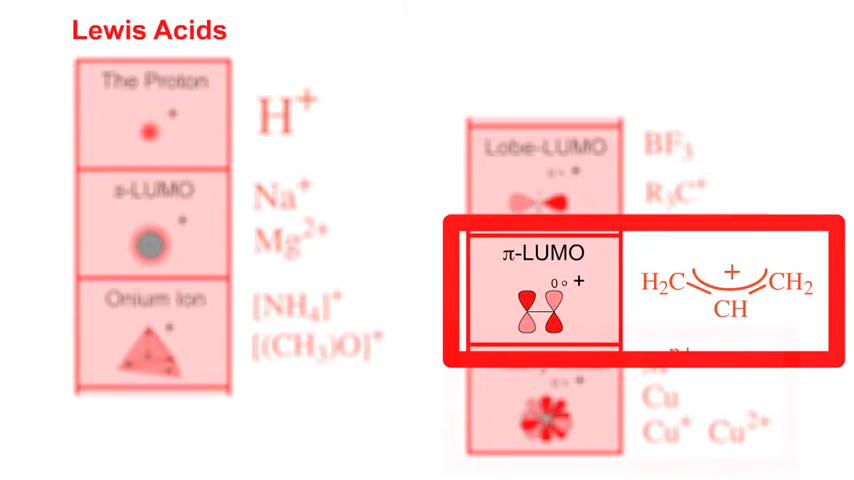 Lewis Acids
The Proton
+
H+
s-LUMO
+
Na+
Mg2+
Onium Ion
+
[NH4]+
[(CH3)O]+
Lobe-LUMO
BF3
R3C+
π-LUMO
0 o +
H2C + CH2
CH
Cu
Cu+ Cu2+